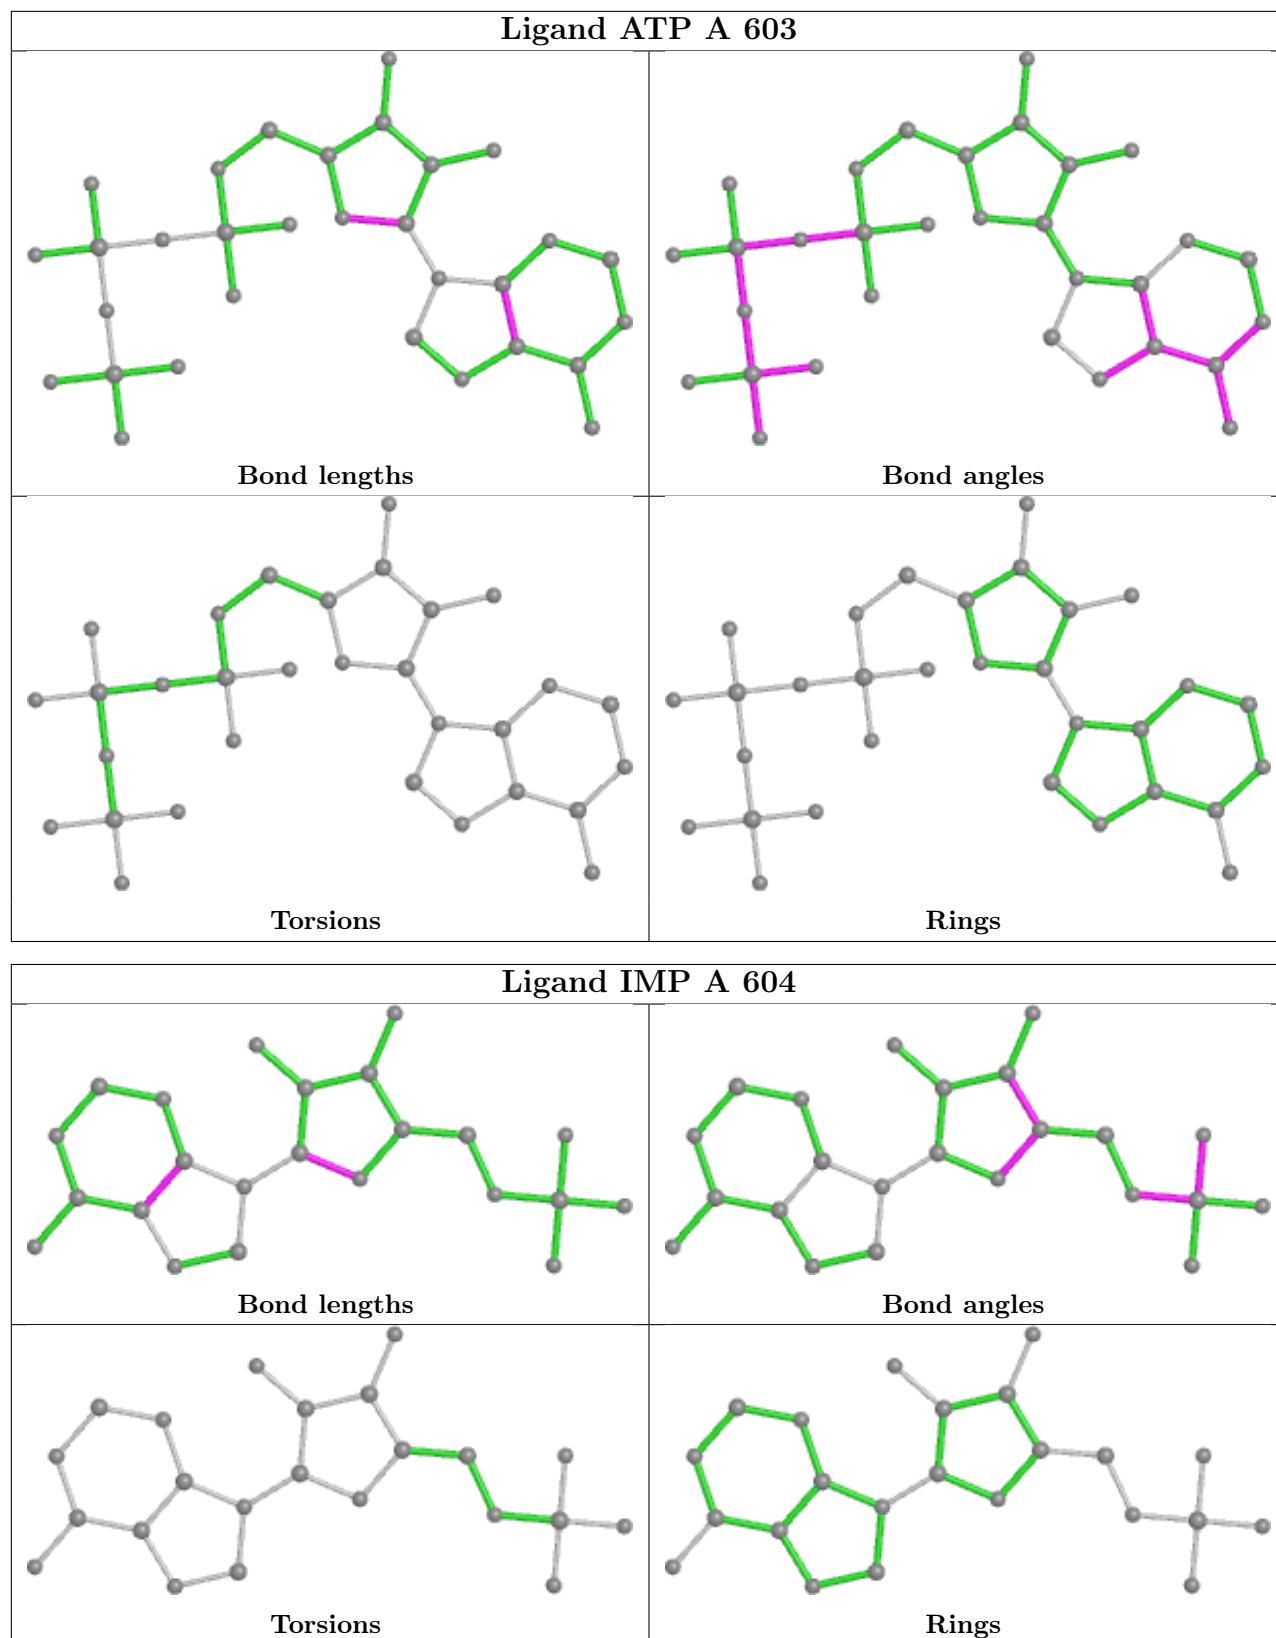 Ligand ATP A 603
Bond lengths
Bond angles
Torsions
Rings
Ligand IMP A 604
Bond lengths
Bond angles
Torsions
Rings